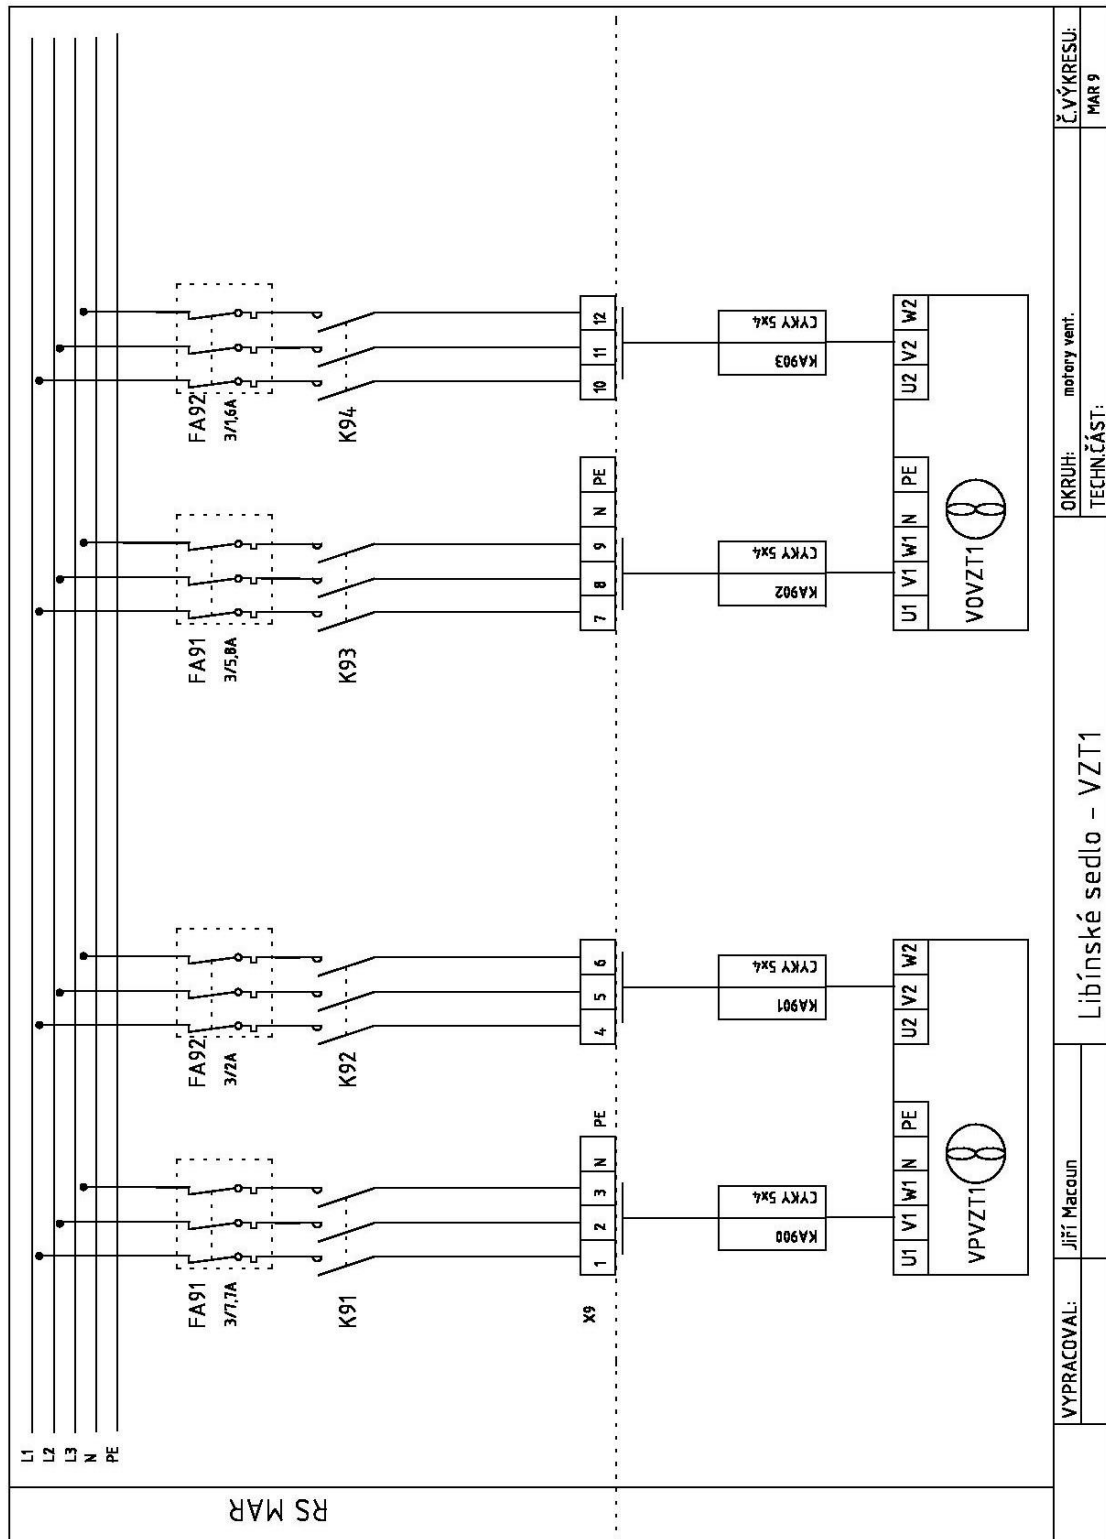 L1
L2
L3
N
PE
RS MAR
FA91
3/7,7A
FA92
3/2A
FA91
3/5,8A
FA92
3/1,6A
K91
K92
K93
K94
X9
1 2 3 N PE
4 5 6
7 8 9 N PE
10 11 12
KA900
CYKY 5x4
KA901
CYKY 5x4
KA902
CYKY 5x4
KA903
CYKY 5x4
U1 V1 W1 N PE
U2 V2 W2
U1 V1 W1 N PE
U2 V2 W2
VPVZT1
VOVZT1
VYPRACOVAL:
Jiří Macoun
Libínské sedlo - VZT1
OKRUH:
motory vent.
TECHN.ČÁST:
Č.VÝKRESU:
MAR 9